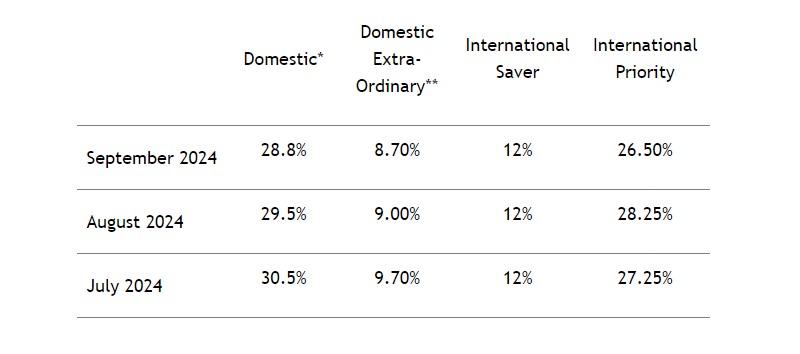 Domestic*
Domestic Extra-Ordinary**
International Saver
International Priority
September 2024 28.8% 8.70% 12% 26.50%
August 2024 29.5% 9.00% 12% 28.25%
July 2024 30.5% 9.70% 12% 27.25%